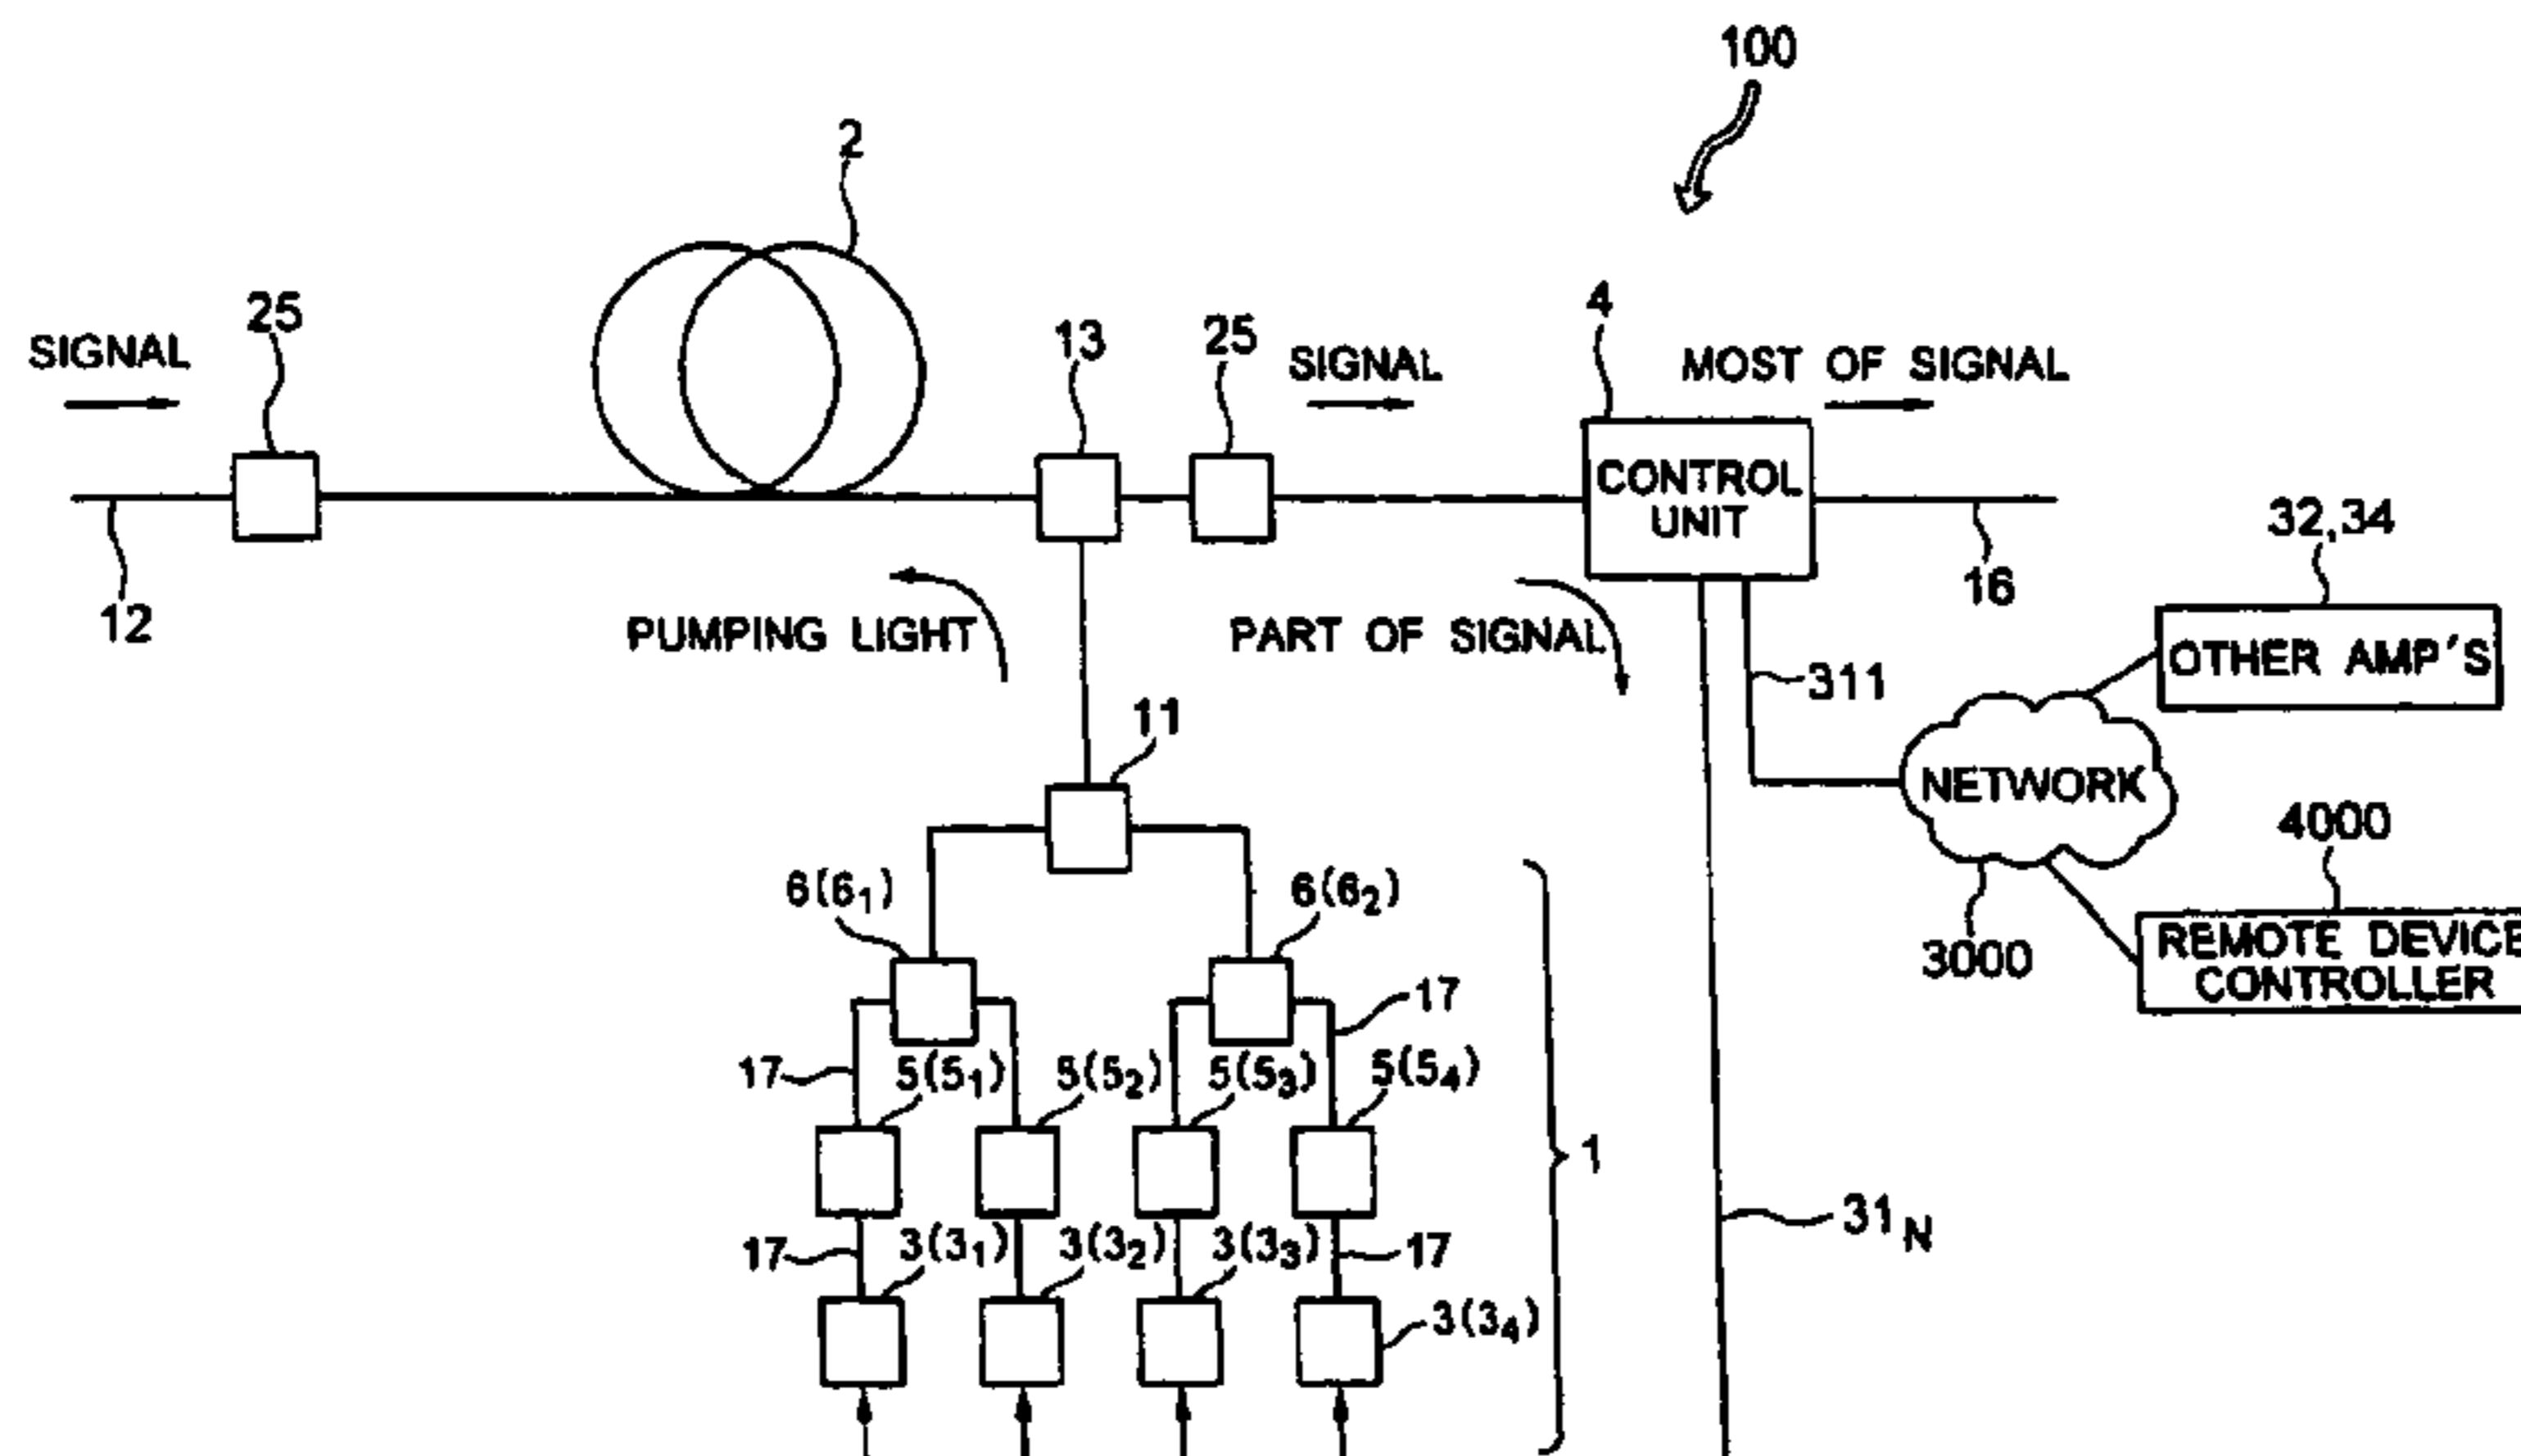 100
2
25
SIGNAL
13
25
SIGNAL
4
MOST OF SIGNAL
CONTROL
UNIT
12
PUMPING LIGHT
PART OF SIGNAL
16
32,34
OTHER AMP'S
311
NETWORK
11
3000
4000
REMOTE DEVICE
CONTROLLER
6(6₁)
6(6₂)
17
17
5(5₁)
5(5₂)
5(5₃)
5(5₄)
1
17
3(3₁)
3(3₂)
3(3₃)
17
3(3₄)
31N